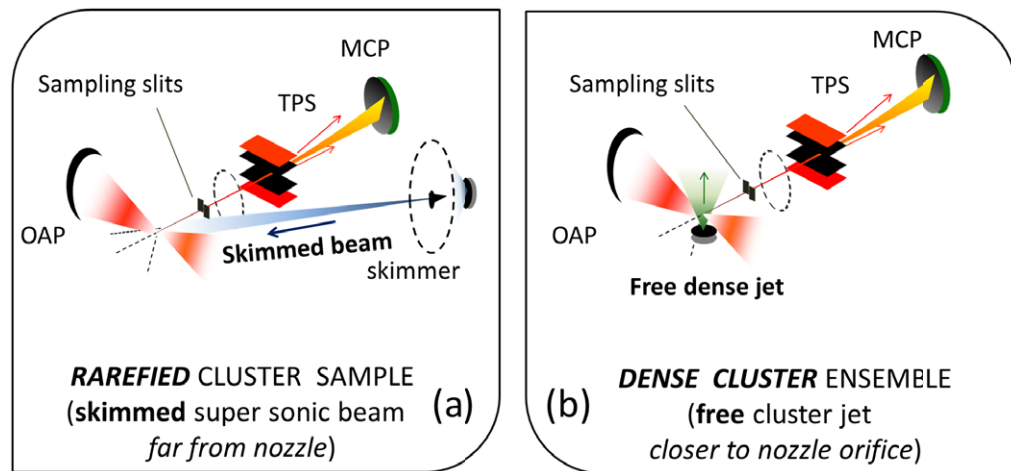 MCP
Sampling slits
TPS
OAP
Skimmed beam
skimmer
RAREFIED CLUSTER SAMPLE
(skimmed super sonic beam
far from nozzle)
(a)
MCP
Sampling slits
TPS
OAP
Free dense jet
DENSE CLUSTER ENSEMBLE
(free cluster jet
closer to nozzle orifice)
(b)